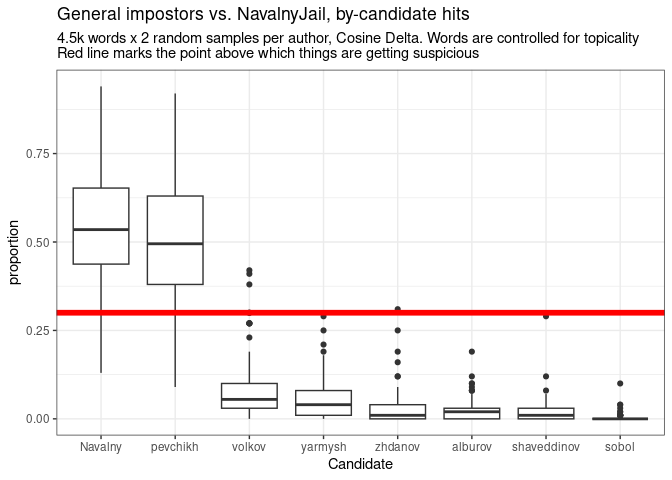 General impostors vs. NavalnyJail, by-candidate hits
4.5k words x 2 random samples per author, Cosine Delta. Words are controlled for topicality
Red line marks the point above which things are getting suspicious
proportion
0.75
0.50
0.25
0.00
Navalny pevchikh volkov yarmysh zhdanov alburov shaveddinov sobol
Candidate